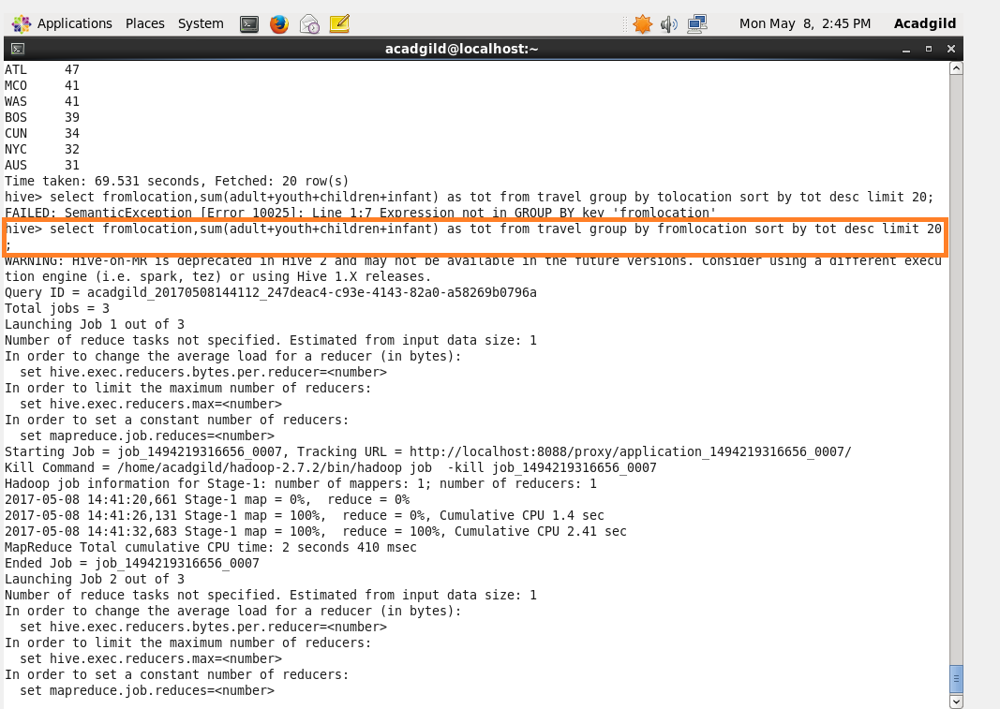 Applications Places System Mon May 8, 2:45 PM Acadgild
acadgild@localhost:~
ATL 47
MCO 41
WAS 41
BOS 39
CUN 34
NYC 32
AUS 31
Time taken: 69.531 seconds, Fetched: 20 row(s)
hive> select fromlocation,sum(adult+youth+children+infant) as tot from travel group by tolocation sort by tot desc limit 20;
FAILED: SemanticException [Error 10025]: Line 1:7 Expression not in GROUP BY key 'fromlocation'
hive> select fromlocation,sum(adult+youth+children+infant) as tot from travel group by fromlocation sort by tot desc limit 20
;
WARNING: Hive-on-MR is deprecated in Hive 2 and may not be available in the future versions. Consider using a different execu
tion engine (i.e. spark, tez) or using Hive 1.X releases.
Query ID = acadgild_20170508144112_247deac4-c93e-4143-82a0-a58269b0796a
Total jobs = 3
Launching Job 1 out of 3
Number of reduce tasks not specified. Estimated from input data size: 1
In order to change the average load for a reducer (in bytes):
  set hive.exec.reducers.bytes.per.reducer=<number>
In order to limit the maximum number of reducers:
  set hive.exec.reducers.max=<number>
In order to set a constant number of reducers:
  set mapreduce.job.reduces=<number>
Starting Job = job_1494219316656_0007, Tracking URL = http://localhost:8088/proxy/application_1494219316656_0007/
Kill Command = /home/acadgild/hadoop-2.7.2/bin/hadoop job  -kill job_1494219316656_0007
Hadoop job information for Stage-1: number of mappers: 1; number of reducers: 1
2017-05-08 14:41:20,661 Stage-1 map = 0%,  reduce = 0%
2017-05-08 14:41:26,131 Stage-1 map = 100%,  reduce = 0%, Cumulative CPU 1.4 sec
2017-05-08 14:41:32,683 Stage-1 map = 100%,  reduce = 100%, Cumulative CPU 2.41 sec
MapReduce Total cumulative CPU time: 2 seconds 410 msec
Ended Job = job_1494219316656_0007
Launching Job 2 out of 3
Number of reduce tasks not specified. Estimated from input data size: 1
In order to change the average load for a reducer (in bytes):
  set hive.exec.reducers.bytes.per.reducer=<number>
In order to limit the maximum number of reducers:
  set hive.exec.reducers.max=<number>
In order to set a constant number of reducers:
  set mapreduce.job.reduces=<number>